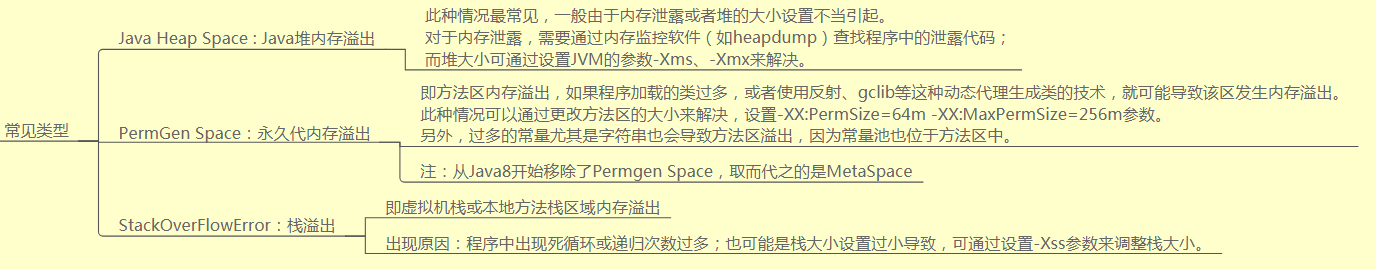 常见类型
Java Heap Space : Java堆内存溢出
此种情况最常见，一般由于内存泄露或者堆的大小设置不当引起。
对于内存泄露，需要通过内存监控软件（如heapdump）查找程序中的泄露代码；
而堆大小可通过设置JVM的参数-Xms、-Xmx来解决。
PermGen Space：永久代内存溢出
即方法区内存溢出，如果程序加载的类过多，或者使用反射、gclib等这种动态代理生成类的技术，就可能导致该区发生内存溢出。
此种情况可以通过更改方法区的大小来解决，设置-XX:PermSize=64m -XX:MaxPermSize=256m参数。
另外，过多的常量尤其是字符串也会导致方法区溢出，因为常量池也位于方法区中。
注：从Java8开始移除了Permgen Space，取而代之的是MetaSpace
StackOverFlowError：栈溢出
即虚拟机栈或本地方法栈区域内存溢出
出现原因：程序中出现死循环或递归次数过多；也可能是栈大小设置过小导致，可通过设置-Xss参数来调整栈大小。